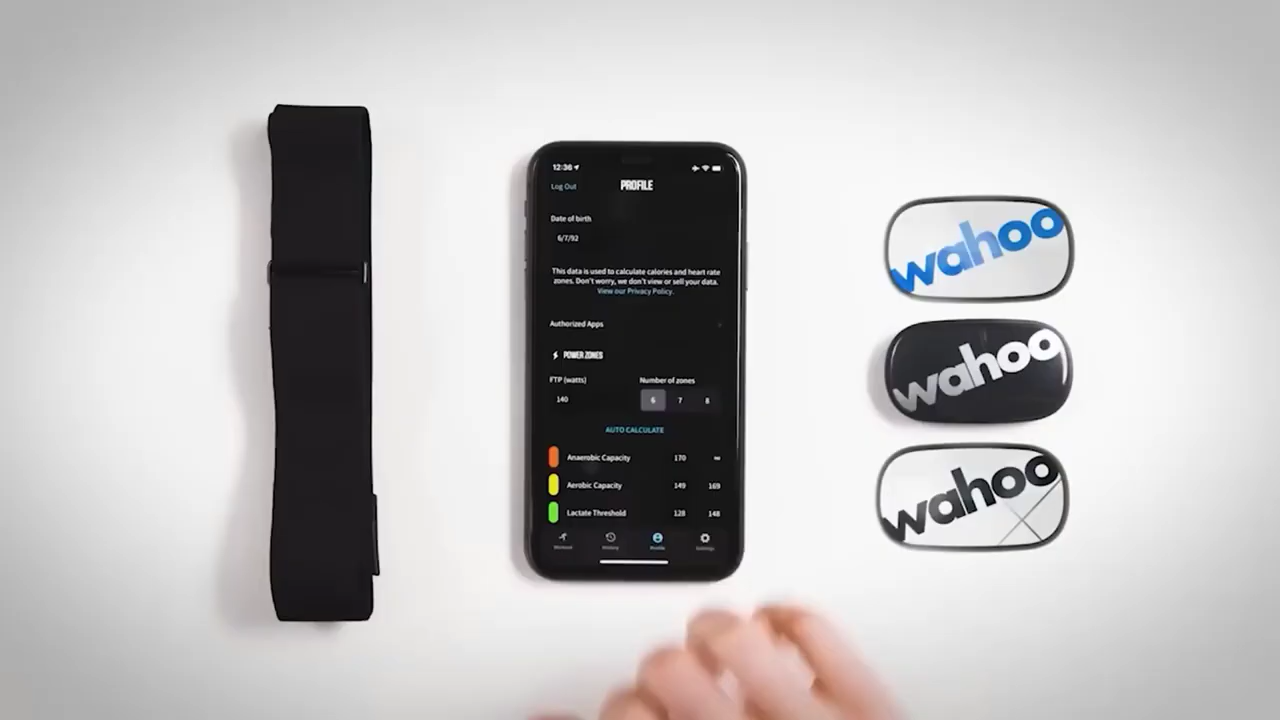 12:36
PROFILE
Log Out
Date of birth
6/7/92
This data is used to calculate calories and heart rate
zones. Don't worry, we don't view or sell your data.
View our Privacy Policy.
Authorized Apps
POWER ZONES
FTP (watts)
Number of zones
140
6 7 8
AUTO CALCULATE
Anaerobic Capacity 170 ∞
Aerobic Capacity 149 169
Lactate Threshold 128 148
Workout History Profile Settings
wahoo
wahoo
wahoo